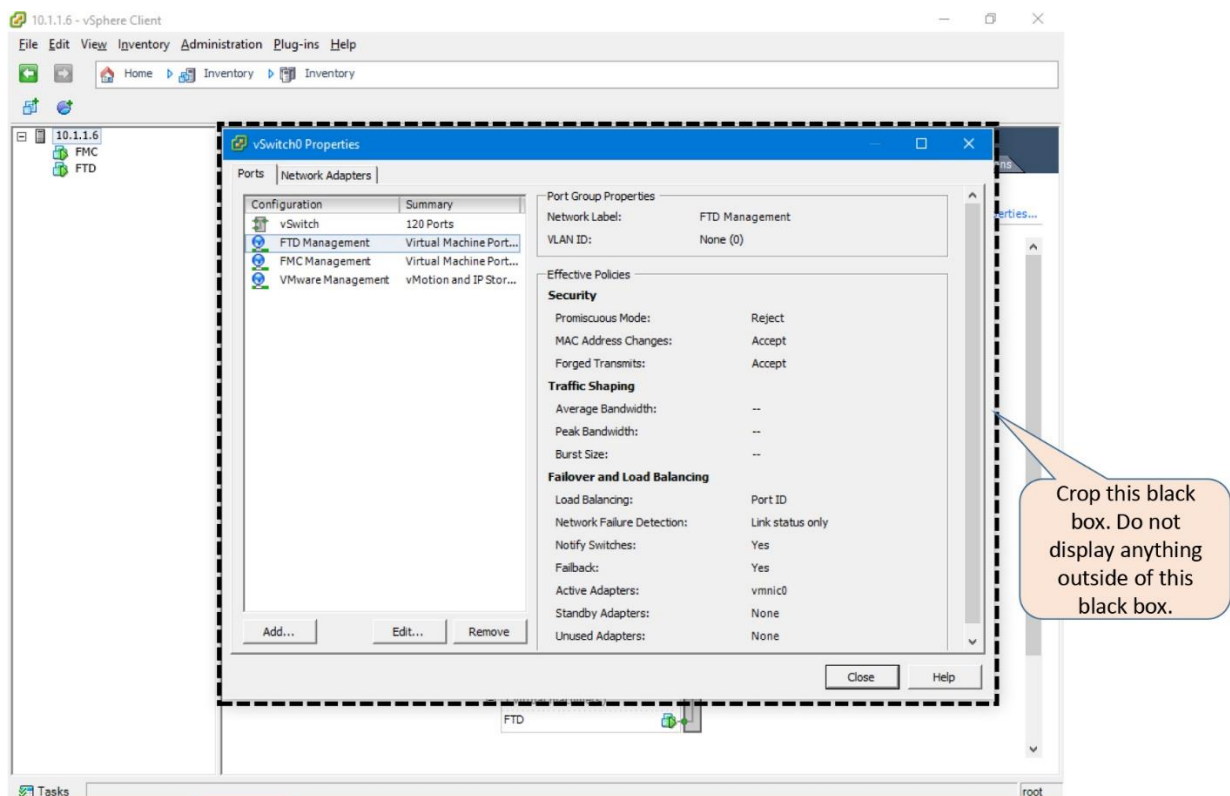 10.1.1.6 - vSphere Client
File Edit View Inventory Administration Plug-ins Help
Home Inventory Inventory
10.1.1.6
FMC
FTD
vSwitch0 Properties
Ports Network Adapters
Configuration Summary
vSwitch 120 Ports
FTD Management Virtual Machine Port...
FMC Management Virtual Machine Port...
VMware Management vMotion and IP Stor...
Add... Edit... Remove
Port Group Properties
Network Label: FTD Management
VLAN ID: None (0)
Effective Policies
Security
Promiscuous Mode: Reject
MAC Address Changes: Accept
Forged Transmits: Accept
Traffic Shaping
Average Bandwidth: --
Peak Bandwidth: --
Burst Size: --
Failover and Load Balancing
Load Balancing: Port ID
Network Failure Detection: Link status only
Notify Switches: Yes
Failback: Yes
Active Adapters: vmnic0
Standby Adapters: None
Unused Adapters: None
Close Help
ns
erties...
Crop this black
box. Do not
display anything
outside of this
black box.
FTD
Tasks root